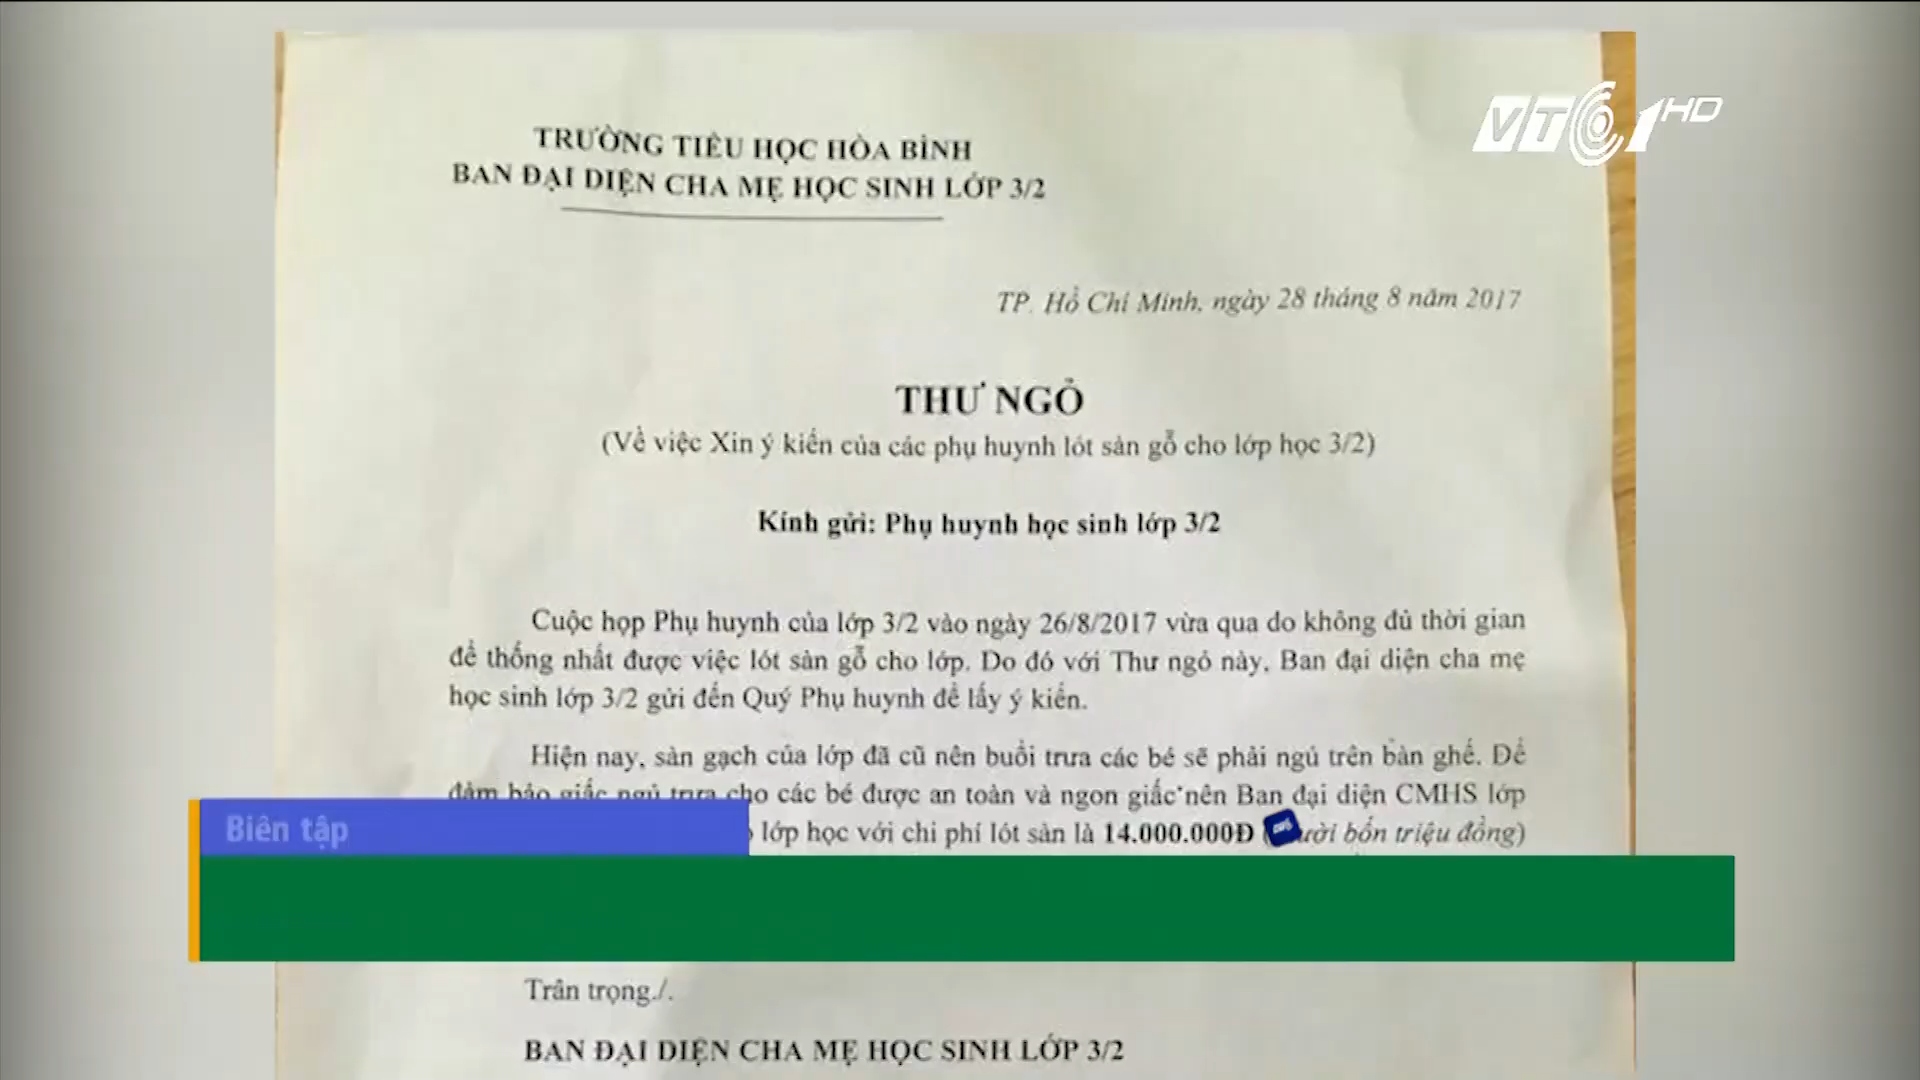 VTC1 HD
TRƯỜNG TIỂU HỌC HÒA BÌNH
BAN ĐẠI DIỆN CHA MẸ HỌC SINH LỚP 3/2
TP. Hồ Chí Minh, ngày 28 tháng 8 năm 2017
THƯ NGỎ
(Về việc Xin ý kiến của các phụ huynh lót sàn gỗ cho lớp học 3/2)
Kính gửi: Phụ huynh học sinh lớp 3/2
Cuộc họp Phụ huynh của lớp 3/2 vào ngày 26/8/2017 vừa qua do không đủ thời gian
để thống nhất được việc lót sàn gỗ cho lớp. Do đó với Thư ngỏ này, Ban đại diện cha mẹ
học sinh lớp 3/2 gửi đến Quý Phụ huynh để lấy ý kiến.
Hiện nay, sàn gạch của lớp đã cũ nên buổi trưa các bé sẽ phải ngủ trên bàn ghế. Để
đảm bảo giấc ngủ trưa cho các bé được an toàn và ngon giấc nên Ban đại diện CMHS lớp
lớp học với chi phí lót sàn là 14.000.000Đ bốn triệu đồng)
Biên tập
Trân trọng./.
BAN ĐẠI DIỆN CHA MẸ HỌC SINH LỚP 3/2